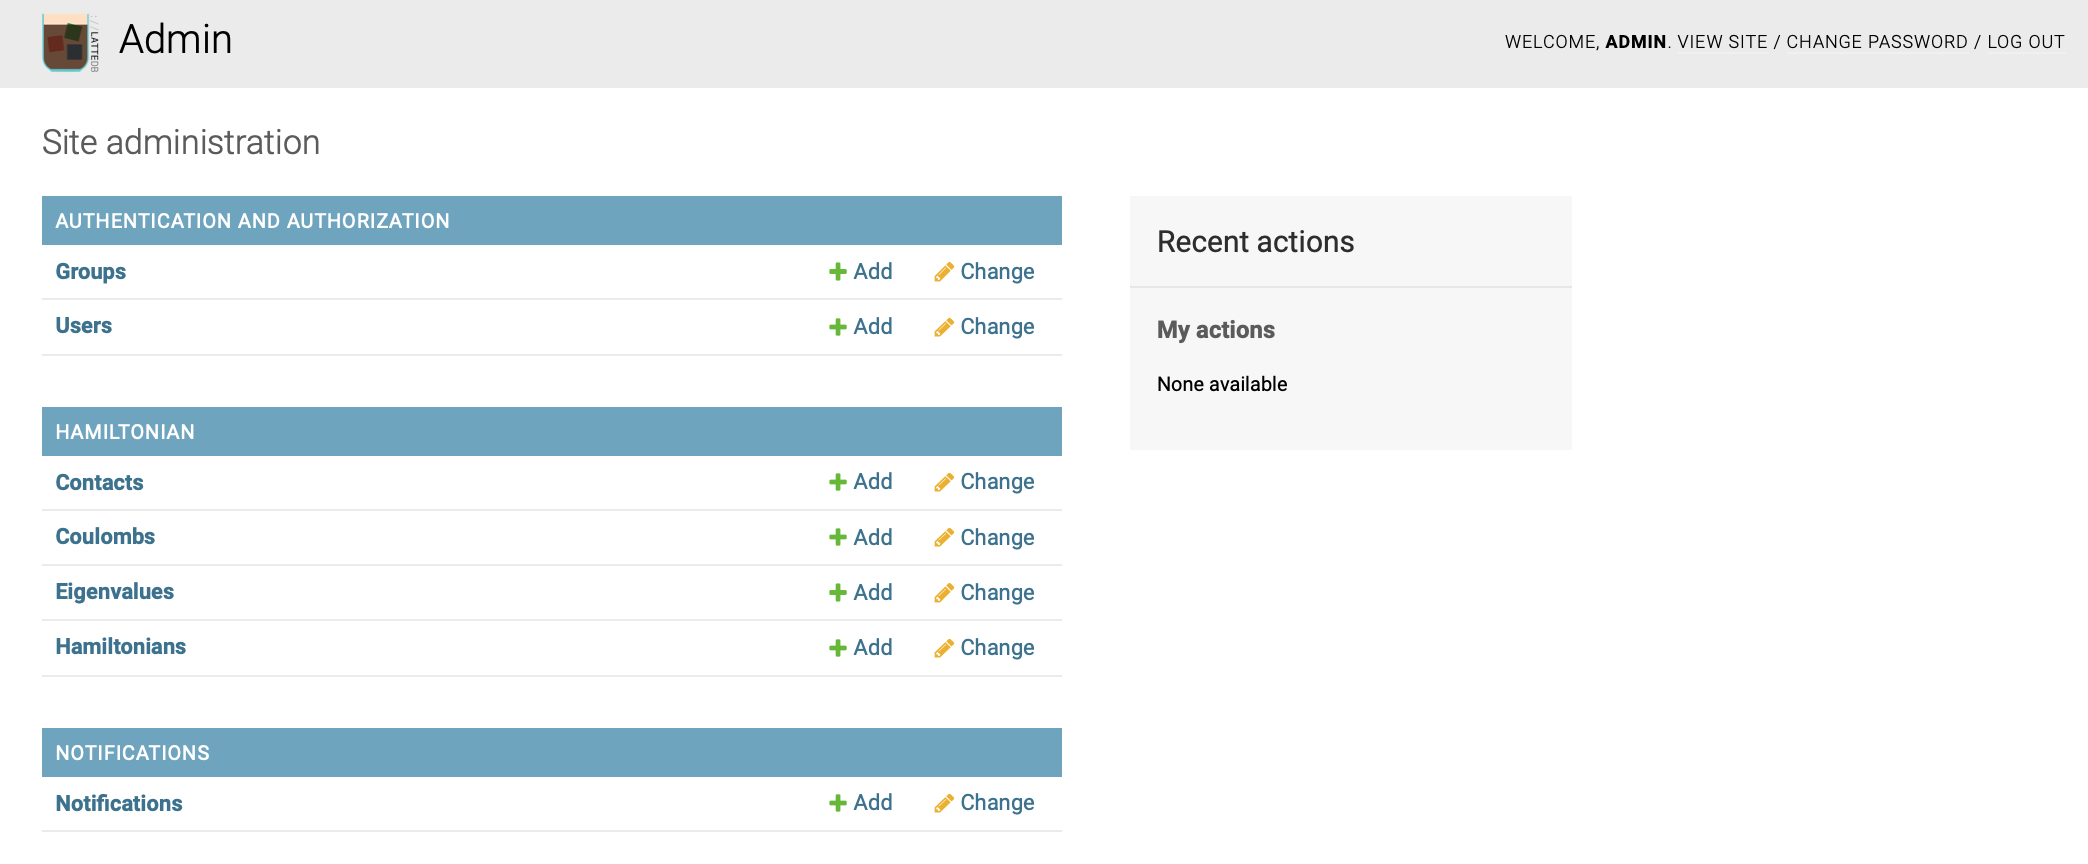 ://LATTEDB
Admin
WELCOME, ADMIN. VIEW SITE / CHANGE PASSWORD / LOG OUT
Site administration
AUTHENTICATION AND AUTHORIZATION
Groups Add Change
Users Add Change
HAMILTONIAN
Contacts Add Change
Coulombs Add Change
Eigenvalues Add Change
Hamiltonians Add Change
NOTIFICATIONS
Notifications Add Change
Recent actions
My actions
None available